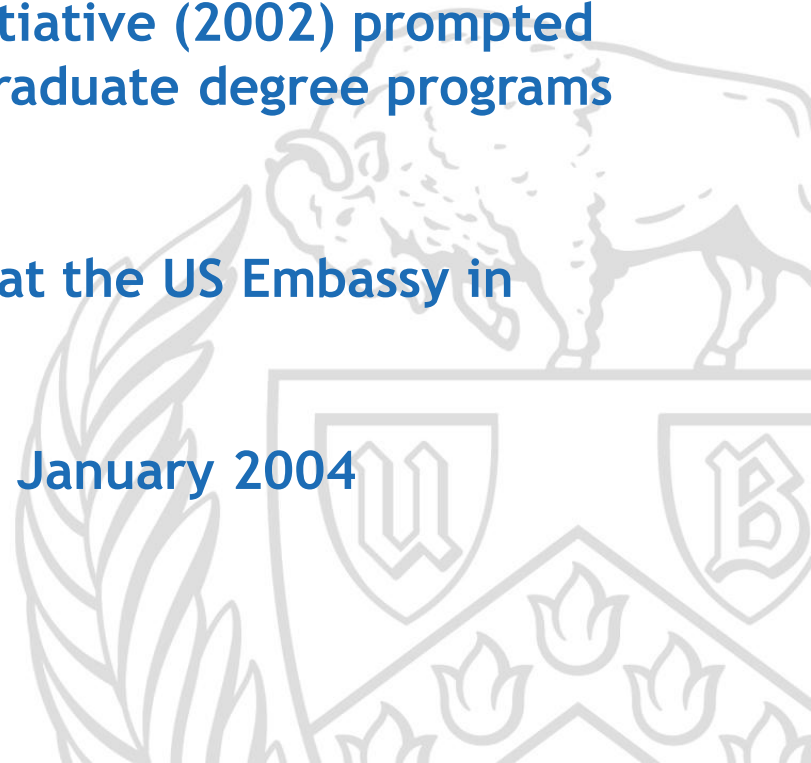 tiative (2002) prompted
raduate degree programs
at the US Embassy in
January 2004
U B